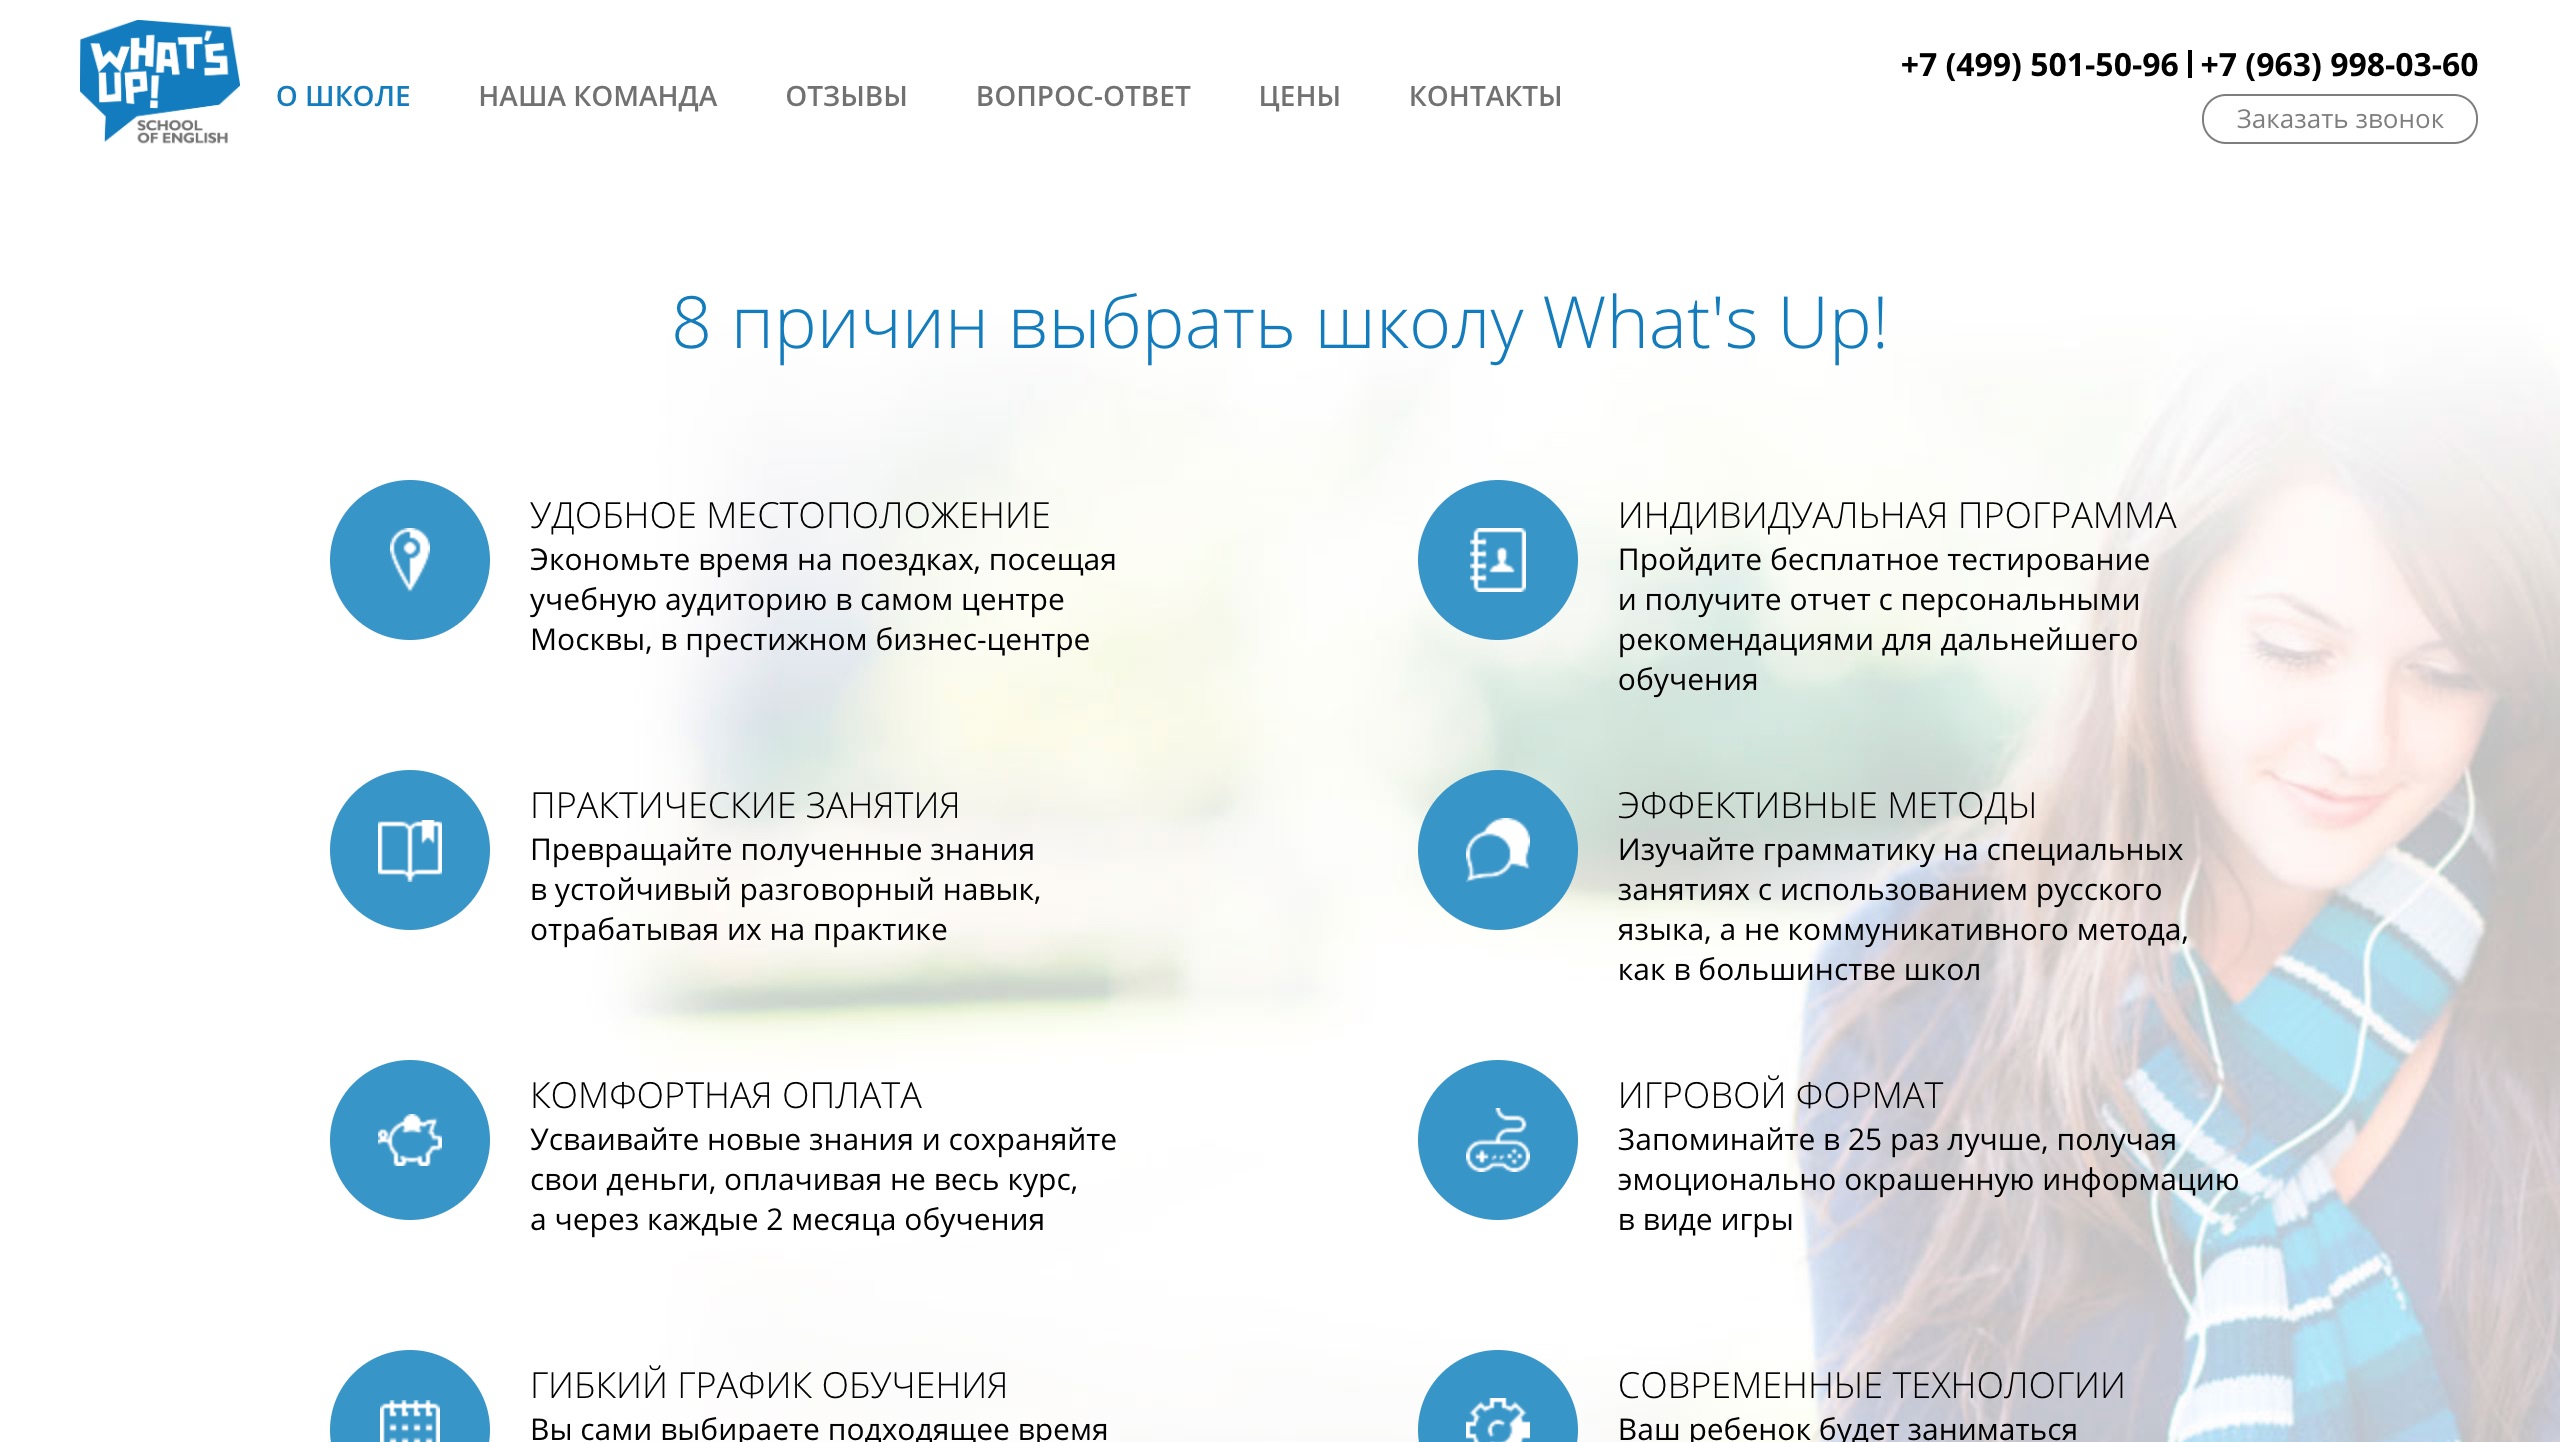 WHAT'S
UP!
SCHOOL
OF ENGLISH
О ШКОЛЕ
НАША КОМАНДА
ОТЗЫВЫ
ВОПРОС-ОТВЕТ
ЦЕНЫ
КОНТАКТЫ
+7 (499) 501-50-96 | +7 (963) 998-03-60
Заказать звонок
8 причин выбрать школу What's Up!
УДОБНОЕ МЕСТОПОЛОЖЕНИЕ
Экономьте время на поездках, посещая
учебную аудиторию в самом центре
Москвы, в престижном бизнес-центре
ИНДИВИДУАЛЬНАЯ ПРОГРАММА
Пройдите бесплатное тестирование
и получите отчет с персональными
рекомендациями для дальнейшего
обучения
ПРАКТИЧЕСКИЕ ЗАНЯТИЯ
Превращайте полученные знания
в устойчивый разговорный навык,
отрабатывая их на практике
ЭФФЕКТИВНЫЕ МЕТОДЫ
Изучайте грамматику на специальных
занятиях с использованием русского
языка, а не коммуникативного метода,
как в большинстве школ
КОМФОРТНАЯ ОПЛАТА
Усваивайте новые знания и сохраняйте
свои деньги, оплачивая не весь курс,
а через каждые 2 месяца обучения
ИГРОВОЙ ФОРМАТ
Запоминайте в 25 раз лучше, получая
эмоционально окрашенную информацию
в виде игры
ГИБКИЙ ГРАФИК ОБУЧЕНИЯ
Вы сами выбираете подходящее время
СОВРЕМЕННЫЕ ТЕХНОЛОГИИ
Ваш ребенок будет заниматься